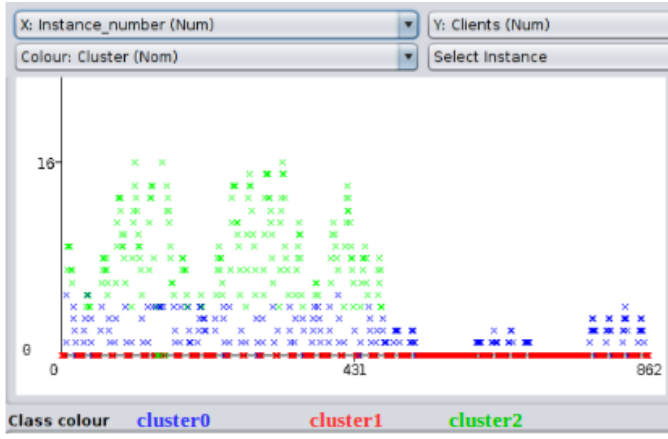 X: Instance_number (Num) Y: Clients (Num)
Colour: Cluster (Nom) Select Instance
16
0
0 431 862
Class colour cluster0 cluster1 cluster2